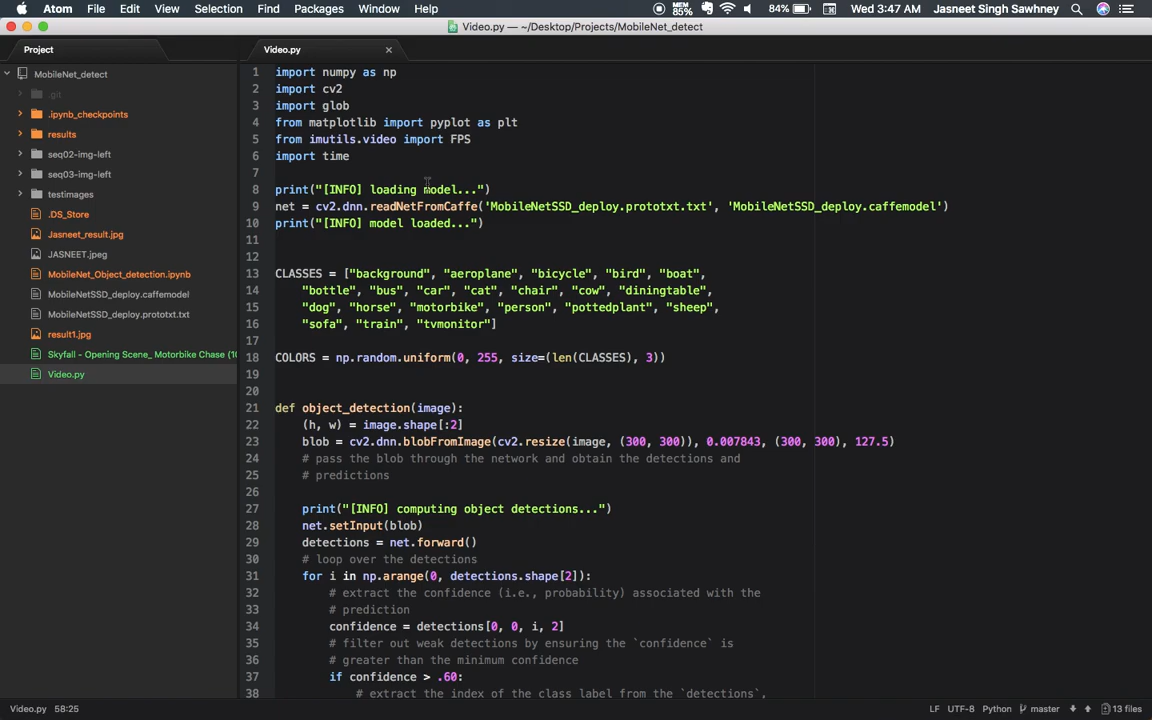 Atom File Edit View Selection Find Packages Window Help MEM 85% 84% Wed 3:47 AM Jasneet Singh Sawhney
Video.py — ~/Desktop/Projects/MobileNet_detect
Project
MobileNet_detect
.git
.ipynb_checkpoints
results
seq02-img-left
seq03-img-left
testimages
.DS_Store
Jasneet_result.jpg
JASNEET.jpeg
MobileNet_Object_detection.ipynb
MobileNetSSD_deploy.caffemodel
MobileNetSSD_deploy.prototxt.txt
result1.jpg
Skyfall - Opening Scene_ Motorbike Chase (10
Video.py
Video.py
1 import numpy as np
2 import cv2
3 import glob
4 from matplotlib import pyplot as plt
5 from imutils.video import FPS
6 import time
7
8 print("[INFO] loading model...")
9 net = cv2.dnn.readNetFromCaffe('MobileNetSSD_deploy.prototxt.txt', 'MobileNetSSD_deploy.caffemodel')
10 print("[INFO] model loaded...")
11
12
13 CLASSES = ["background", "aeroplane", "bicycle", "bird", "boat",
14 "bottle", "bus", "car", "cat", "chair", "cow", "diningtable",
15 "dog", "horse", "motorbike", "person", "pottedplant", "sheep",
16 "sofa", "train", "tvmonitor"]
17
18 COLORS = np.random.uniform(0, 255, size=(len(CLASSES), 3))
19
20
21 def object_detection(image):
22 (h, w) = image.shape[:2]
23 blob = cv2.dnn.blobFromImage(cv2.resize(image, (300, 300)), 0.007843, (300, 300), 127.5)
24 # pass the blob through the network and obtain the detections and
25 # predictions
26
27 print("[INFO] computing object detections...")
28 net.setInput(blob)
29 detections = net.forward()
30 # loop over the detections
31 for i in np.arange(0, detections.shape[2]):
32 # extract the confidence (i.e., probability) associated with the
33 # prediction
34 confidence = detections[0, 0, i, 2]
35 # filter out weak detections by ensuring the `confidence` is
36 # greater than the minimum confidence
37 if confidence > .60:
38 # extract the index of the class label from the `detections`,
Video.py 58:25 LF UTF-8 Python master 13 files